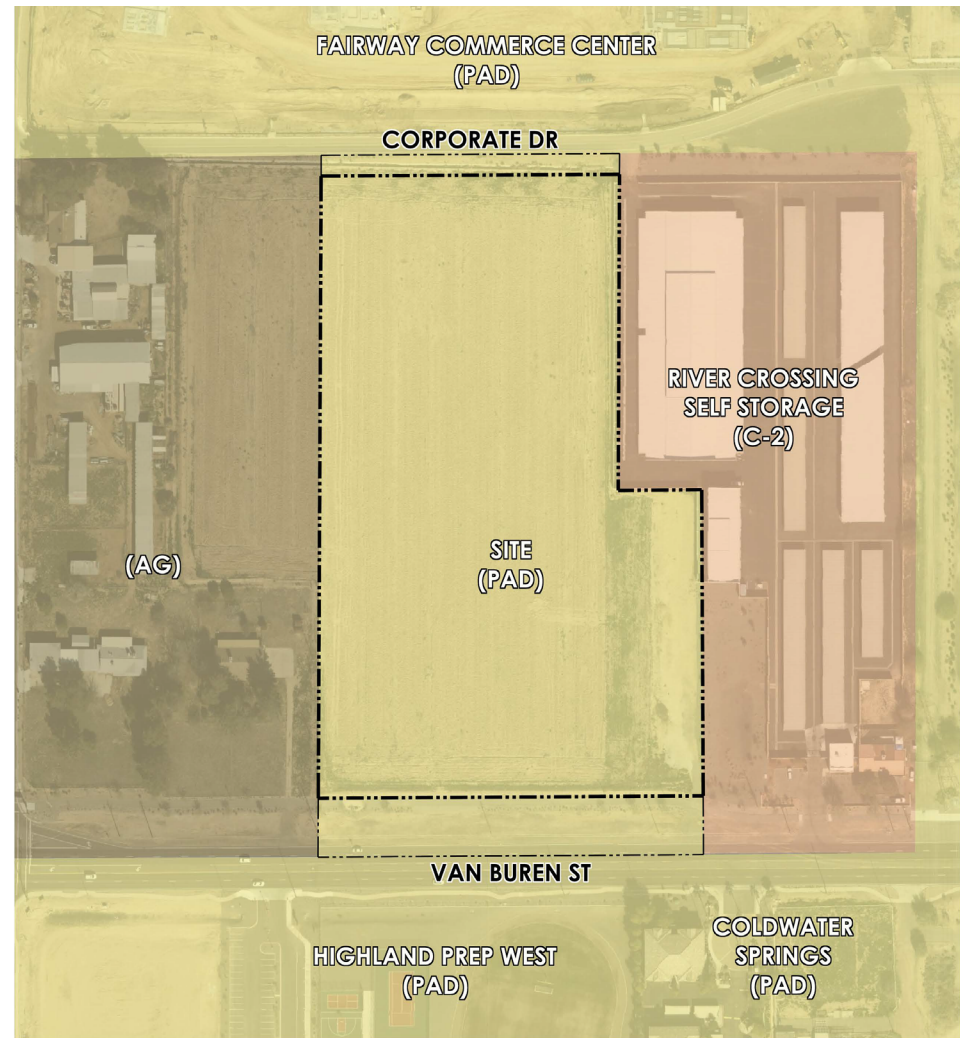 FAIRWAY COMMERCE CENTER
(PAD)
CORPORATE DR
RIVER CROSSING
SELF STORAGE
(C-2)
(AG)
SITE
(PAD)
VAN BUREN ST
HIGHLAND PREP WEST
(PAD)
COLDWATER
SPRINGS
(PAD)